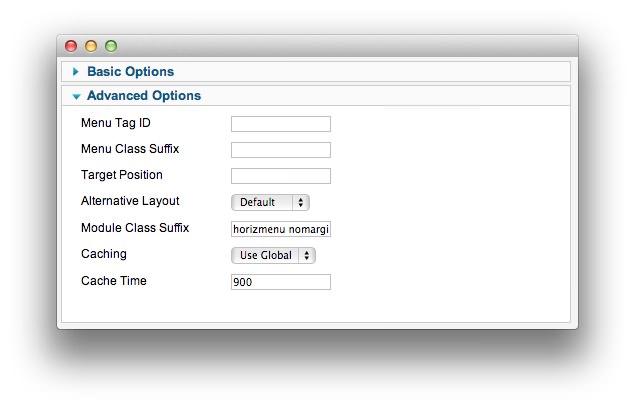 Basic Options
Advanced Options
Menu Tag ID
Menu Class Suffix
Target Position
Alternative Layout Default
Module Class Suffix horizmenu nomargi
Caching Use Global
Cache Time 900